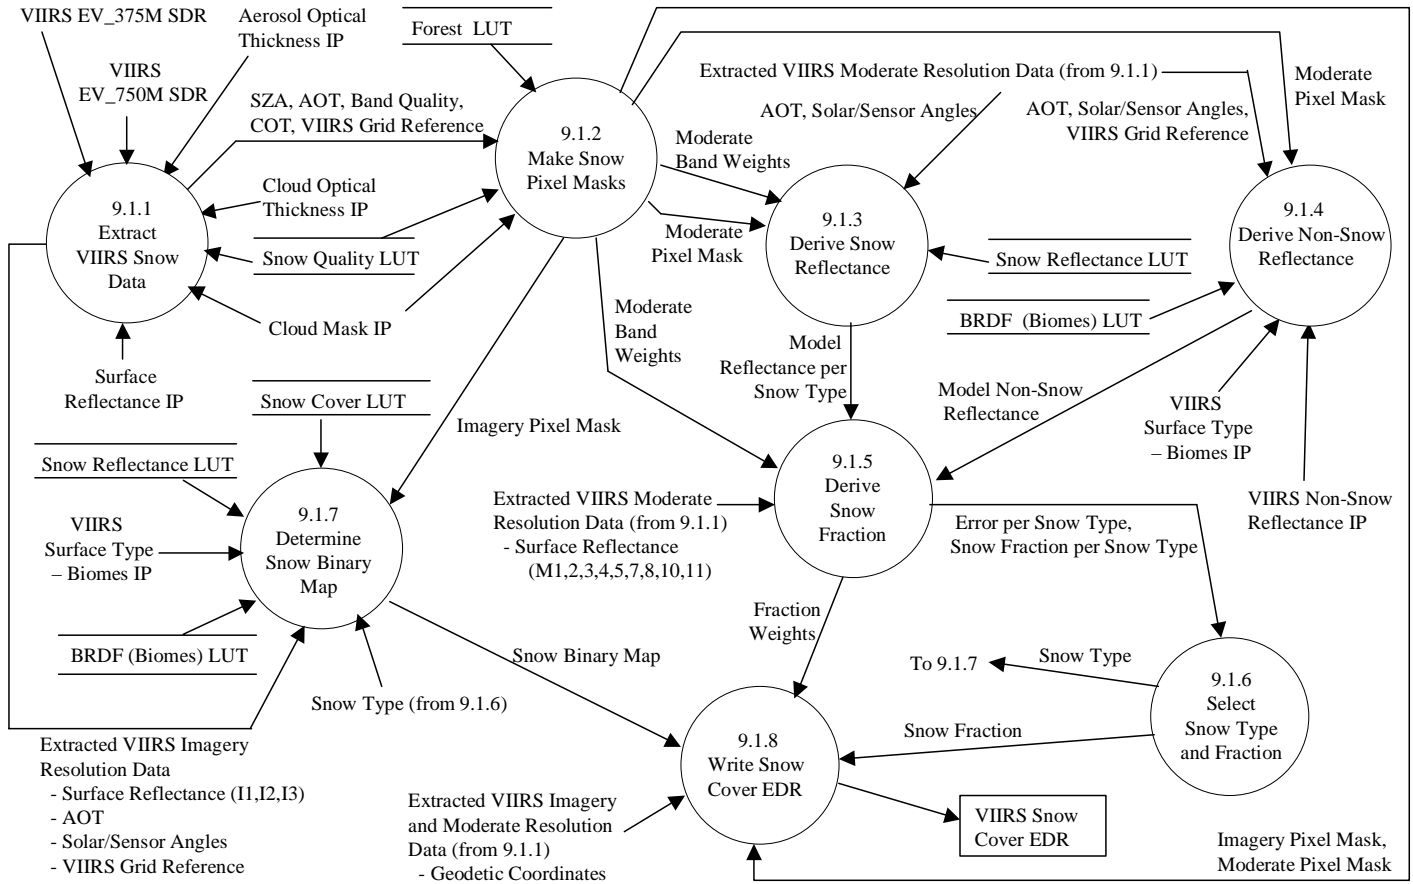 VIIRS EV_375M SDR
Aerosol Optical
Thickness IP
Forest LUT
VIIRS
EV_750M SDR
SZA, AOT, Band Quality,
COT, VIIRS Grid Reference
9.1.2
Make Snow
Pixel Masks
Extracted VIIRS Moderate Resolution Data (from 9.1.1)
AOT, Solar/Sensor Angles
AOT, Solar/Sensor Angles,
VIIRS Grid Reference
Moderate
Pixel Mask
Moderate
Band Weights
9.1.1
Extract
VIIRS Snow
Data
Cloud Optical
Thickness IP
Snow Quality LUT
Cloud Mask IP
Surface
Reflectance IP
Moderate
Pixel Mask
9.1.3
Derive Snow
Reflectance
Snow Reflectance LUT
9.1.4
Derive Non-Snow
Reflectance
BRDF (Biomes) LUT
Moderate
Band
Weights
Model
Reflectance per
Snow Type
Model Non-Snow
Reflectance
VIIRS
Surface Type
– Biomes IP
VIIRS Non-Snow
Reflectance IP
Snow Cover LUT
Imagery Pixel Mask
Snow Reflectance LUT
VIIRS
Surface Type
– Biomes IP
9.1.7
Determine
Snow Binary
Map
BRDF (Biomes) LUT
Extracted VIIRS Moderate
Resolution Data (from 9.1.1)
- Surface Reflectance
(M1,2,3,4,5,7,8,10,11)
9.1.5
Derive
Snow
Fraction
Error per Snow Type,
Snow Fraction per Snow Type
Fraction
Weights
Snow Binary Map
Snow Type (from 9.1.6)
To 9.1.7
Snow Type
9.1.6
Select
Snow Type
and Fraction
Snow Fraction
9.1.8
Write Snow
Cover EDR
Extracted VIIRS Imagery
Resolution Data
- Surface Reflectance (I1,I2,I3)
- AOT
- Solar/Sensor Angles
- VIIRS Grid Reference
Extracted VIIRS Imagery
and Moderate Resolution
Data (from 9.1.1)
- Geodetic Coordinates
VIIRS Snow
Cover EDR
Imagery Pixel Mask,
Moderate Pixel Mask